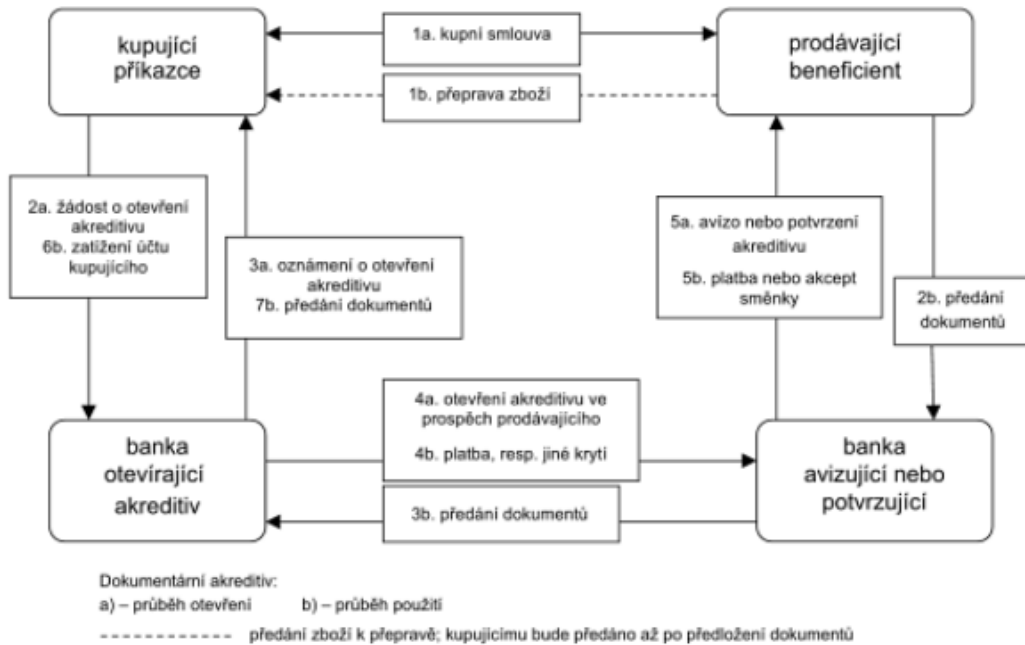 kupující
příkazce
1a. kupní smlouva
prodávající
beneficient
1b. přeprava zboží
2a. žádost o otevření
akreditivu
6b. zatížení účtu
kupujícího
3a. oznámení o otevření
akreditivu
7b. předání dokumentů
5a. avízo nebo potvrzení
akreditivu
5b. platba nebo akcept
směnky
2b. předání
dokumentů
4a. otevření akreditivu ve
prospěch prodávajícího
4b. platba, resp. jiné krytí
banka
otevírající
akreditiv
banka
avizující nebo
potvrzující
3b. předání dokumentů
Dokumentární akreditiv:
a) – průběh otevření b) – průběh použití
předání zboží k přepravě; kupujícímu bude předáno až po předložení dokumentů